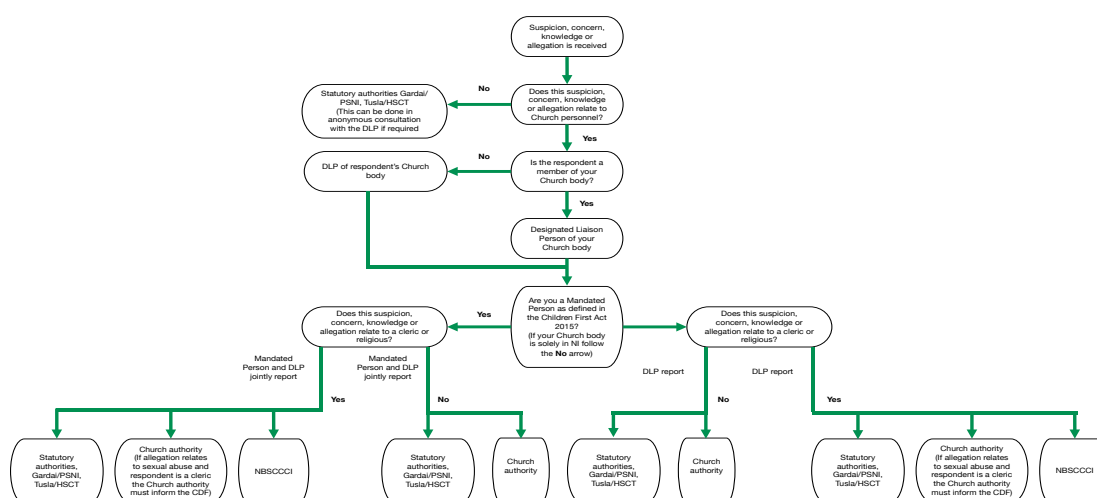 Suspicion, concern,
knowledge or
allegation is received
No
Statutory authorities Gardai/
PSNI, Tusla/HSCT
(This can be done in
anonymous consultation
with the DLP if required
Does this suspicion,
concern, knowledge
or allegation relate to
Church personnel?
Yes
No
DLP of respondent's Church
body
Is the respondent a
member of your
Church body?
Yes
Designated Liaison
Person of your
Church body
Are you a Mandated
Person as defined in
the Children First Act
2015?
(If your Church body
is solely in NI follow
the No arrow)
Yes
Does this suspicion,
concern, knowledge or
allegation relate to a cleric or
religious?
Does this suspicion,
concern, knowledge or
allegation relate to a cleric or
religious?
Mandated
Person and DLP
jointly report
Mandated
Person and DLP
jointly report
DLP report
DLP report
Yes
No
No
Yes
Statutory
authorities,
Gardai/PSNI,
Tusla/HSCT
Church authority
(If allegation relates
to sexual abuse and
respondent is a cleric
the Church authority
must inform the CDF)
NBSCCCI
Statutory
authorities,
Gardai/PSNI,
Tusla/HSCT
Church
authority
Statutory
authorities,
Gardai/PSNI,
Tusla/HSCT
Church
authority
Statutory
authorities,
Gardai/PSNI,
Tusla/HSCT
Church authority
(If allegation relates
to sexual abuse and
respondent is a cleric
the Church authority
must inform the CDF)
NBSCCCI